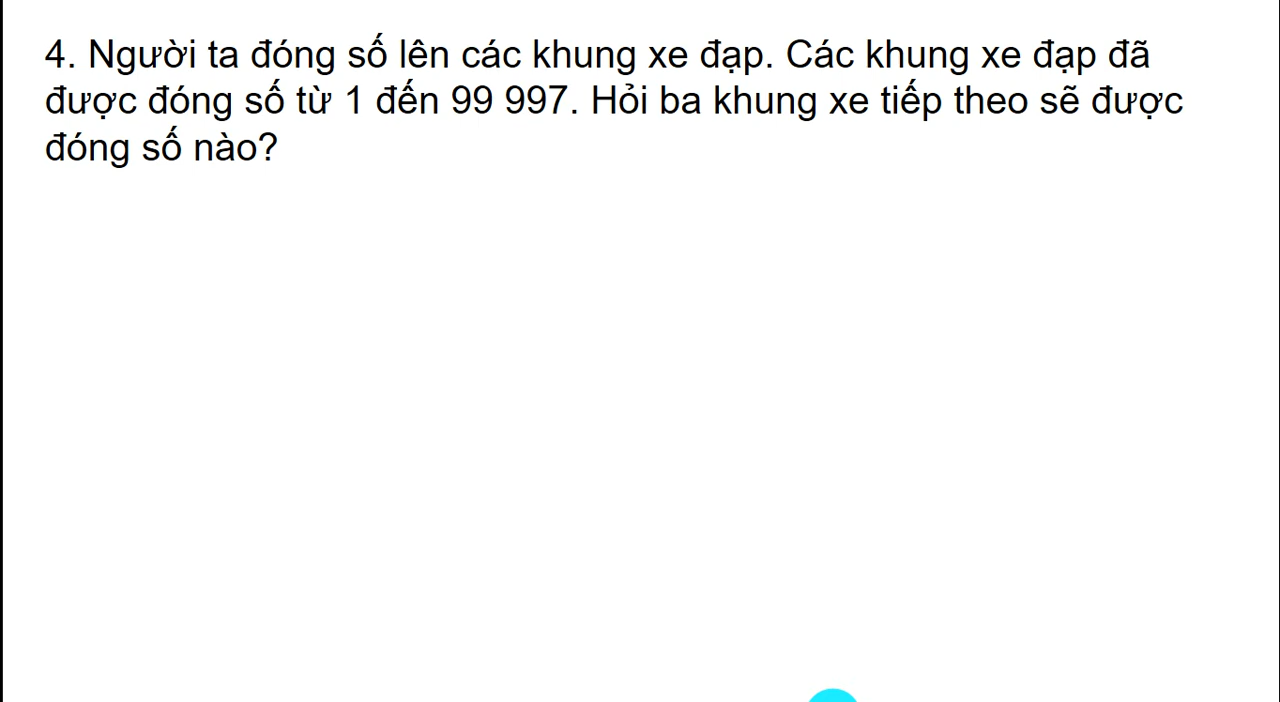 4. Người ta đóng số lên các khung xe đạp. Các khung xe đạp đã
được đóng số từ 1 đến 99 997. Hỏi ba khung xe tiếp theo sẽ được
đóng số nào?